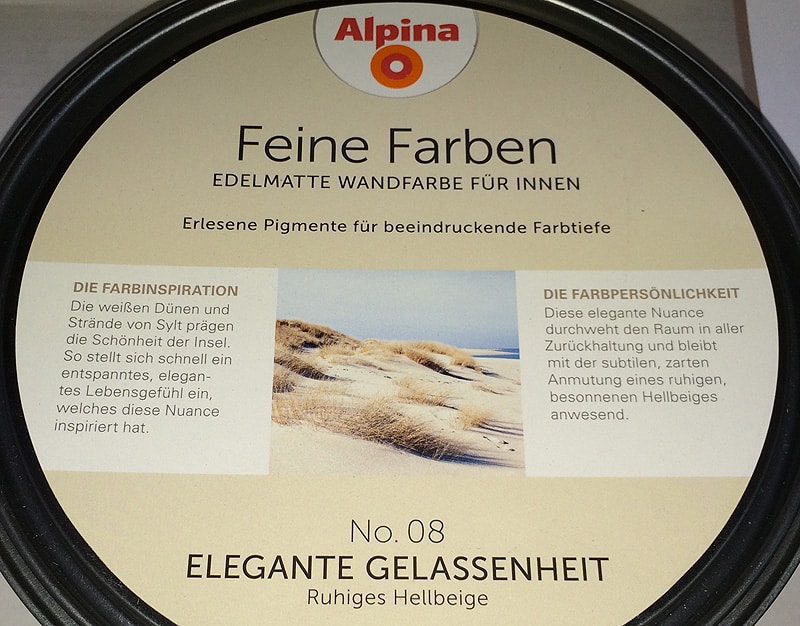 Alpina
Feine Farben
EDELMATTE WANDFARBE FÜR INNEN
Erlesene Pigmente für beeindruckende Farbtiefe
DIE FARBINSPIRATION
Die weißen Dünen und
Strände von Sylt prägen
die Schönheit der Insel.
So stellt sich schnell ein
entspanntes, elegan-
tes Lebensgefühl ein,
welches diese Nuance
inspiriert hat.
DIE FARBPERSÖNLICHKEIT
Diese elegante Nuance
durchweht den Raum in aller
Zurückhaltung und bleibt
mit der subtilen, zarten
Anmutung eines ruhigen,
besonnenen Hellbeiges
anwesend.
No. 08
ELEGANTE GELASSENHEIT
Ruhiges Hellbeige